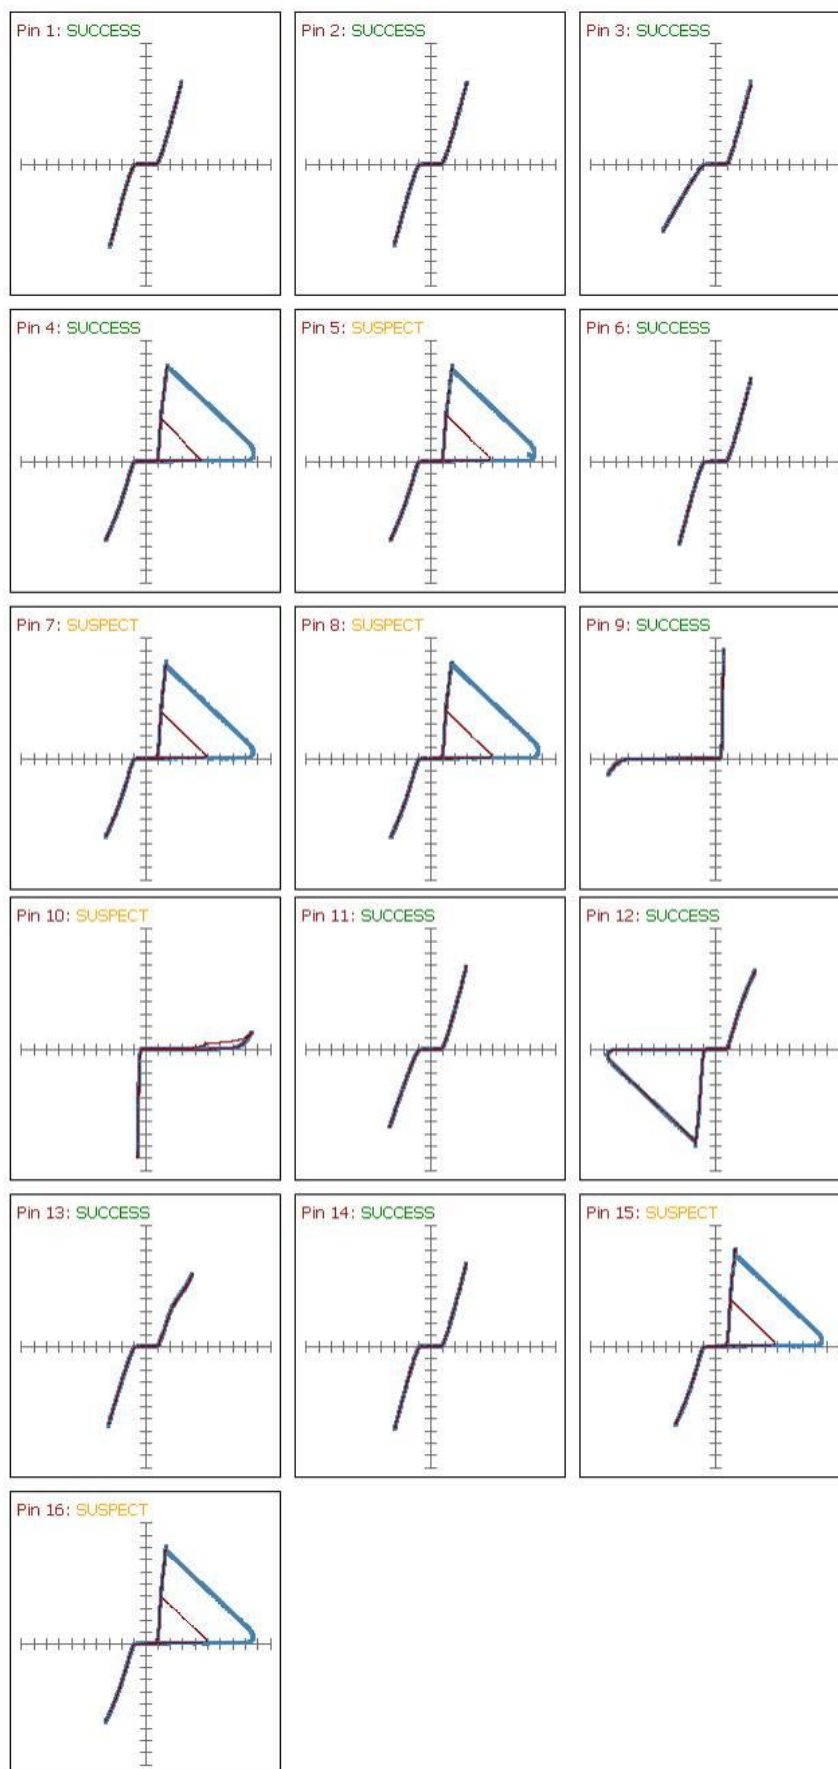 Pin 1: SUCCESS
Pin 2: SUCCESS
Pin 3: SUCCESS
Pin 4: SUCCESS
Pin 5: SUSPECT
Pin 6: SUCCESS
Pin 7: SUSPECT
Pin 8: SUSPECT
Pin 9: SUCCESS
Pin 10: SUSPECT
Pin 11: SUCCESS
Pin 12: SUCCESS
Pin 13: SUCCESS
Pin 14: SUCCESS
Pin 15: SUSPECT
Pin 16: SUSPECT